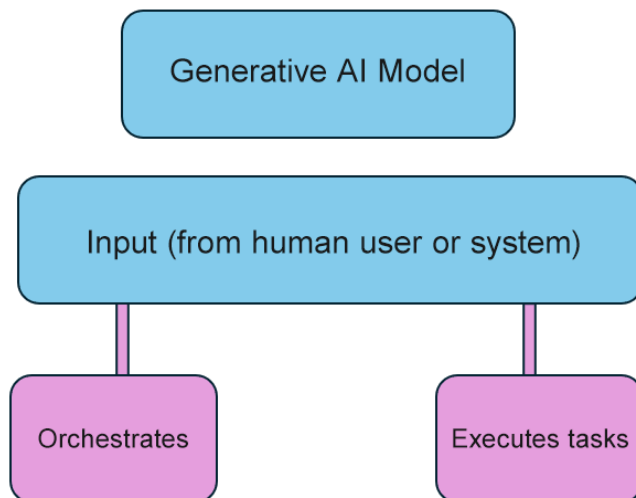 Generative AI Model
Input (from human user or system)
Orchestrates
Executes tasks